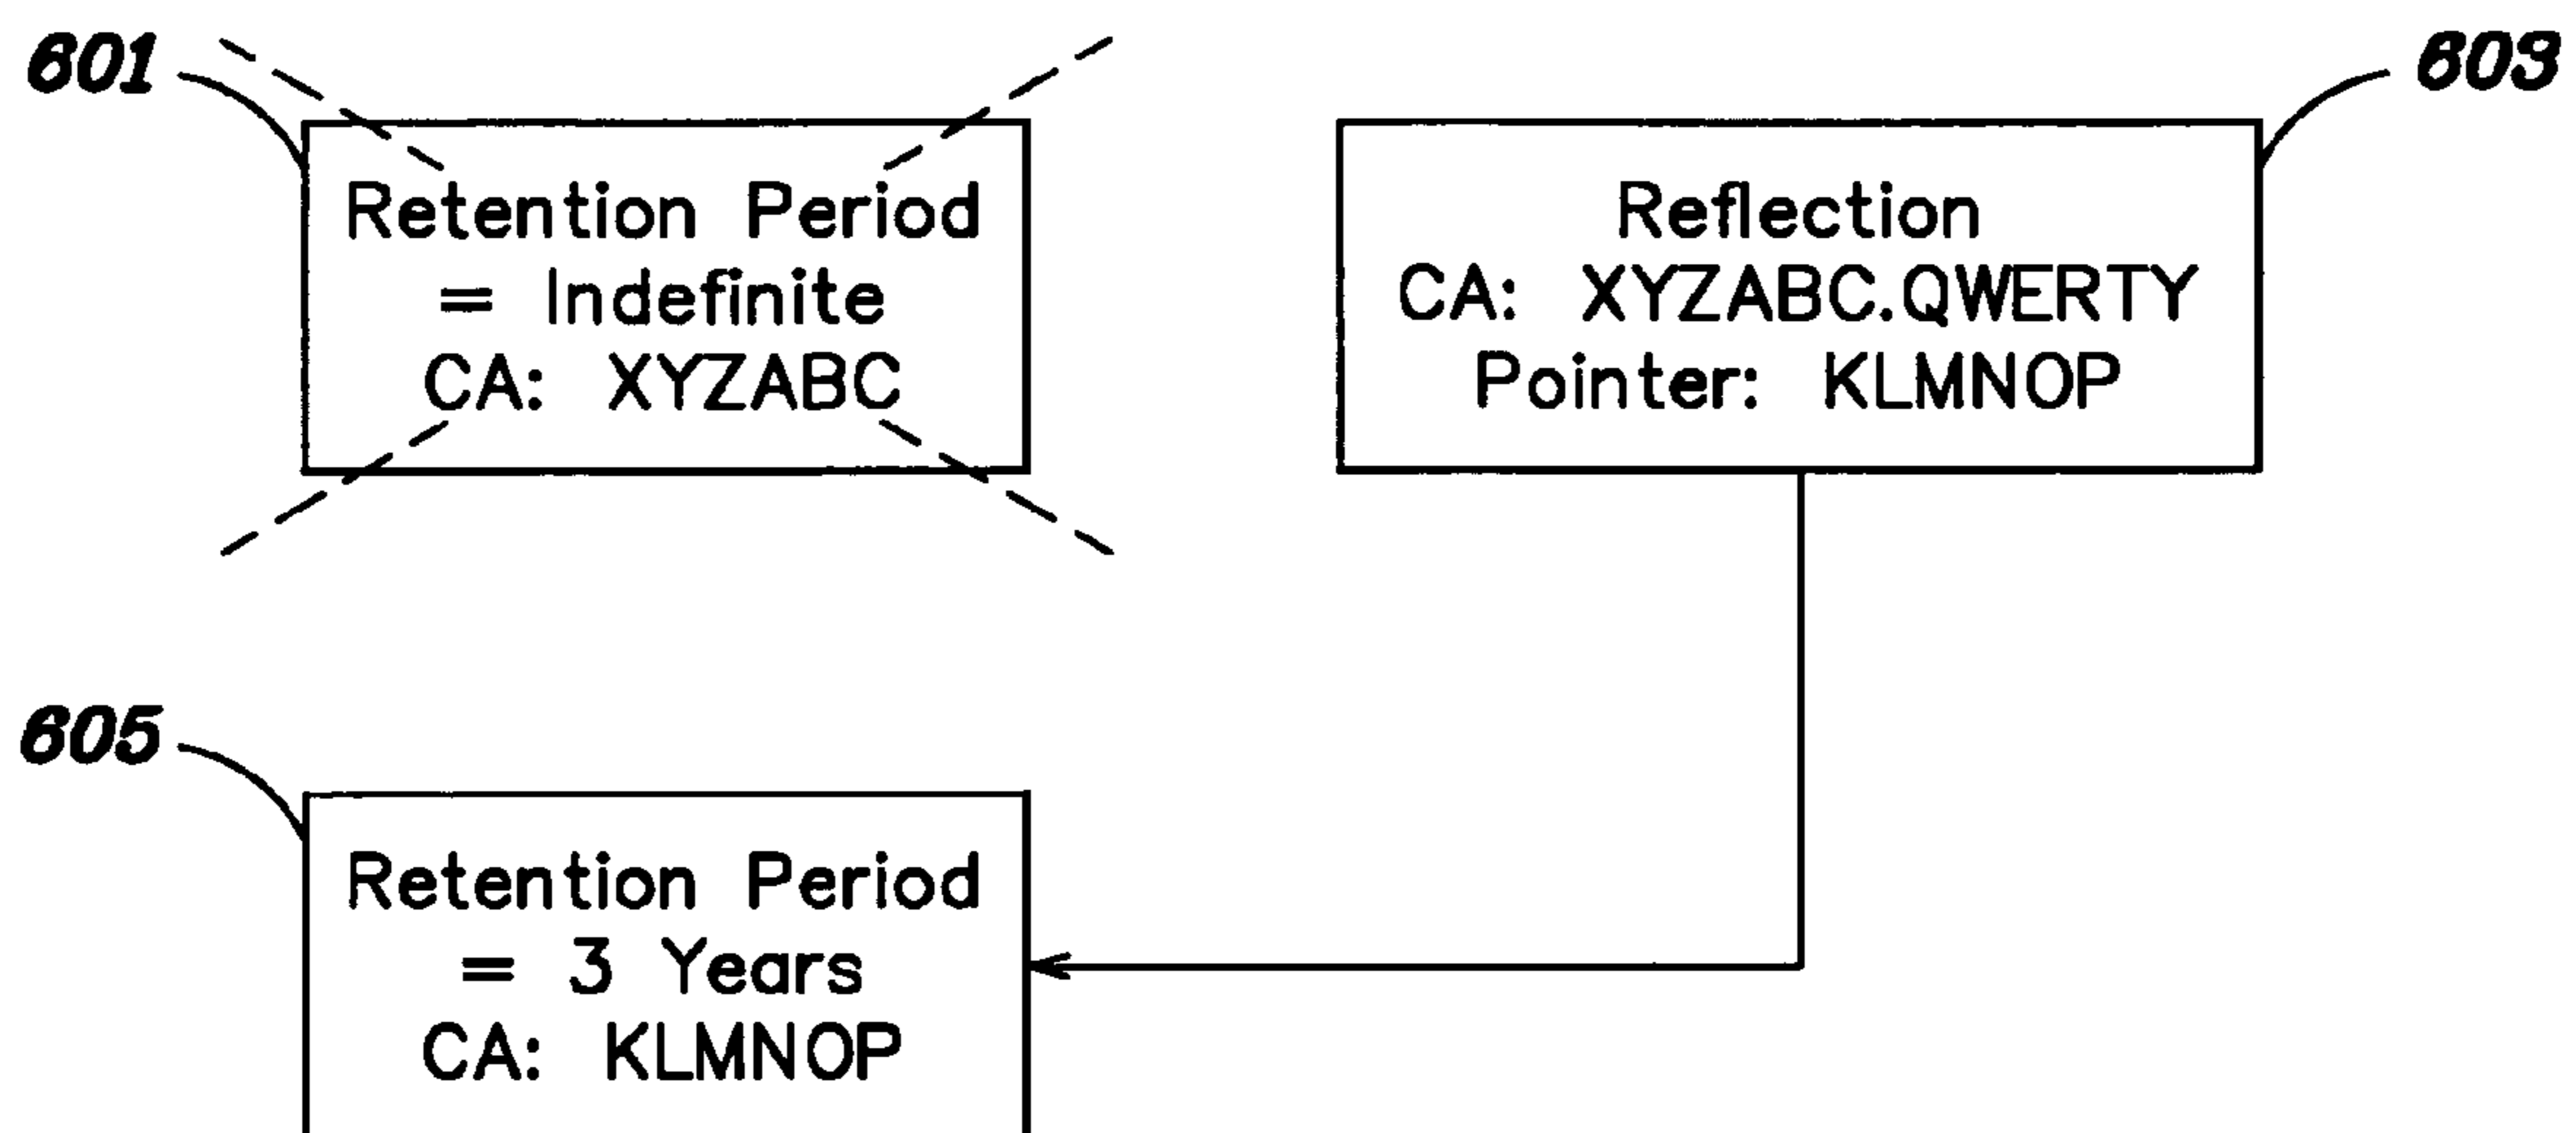 601
Retention Period
= Indefinite
CA: XYZABC
603
Reflection
CA: XYZABC.QWERTY
Pointer: KLMNOP
605
Retention Period
= 3 Years
CA: KLMNOP